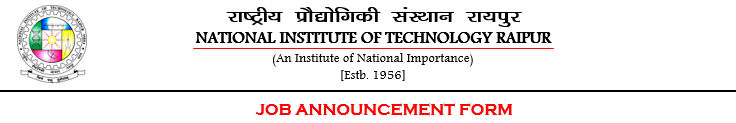 राष्ट्रीय प्रौद्योगिकी संस्थान रायपुर
NATIONAL INSTITUTE OF TECHNOLOGY RAIPUR
(An Institute of National Importance)
[Estb. 1956]
JOB ANNOUNCEMENT FORM